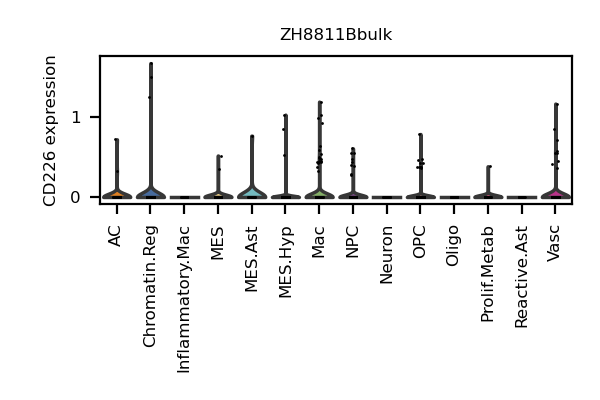 ZH8811Bbulk
CD226 expression
1
0
AC
Chromatin.Reg
Inflammatory.Mac
MES
MES.Ast
MES.Hyp
Mac
NPC
Neuron
OPC
Oligo
Prolif.Metab
Reactive.Ast
Vasc